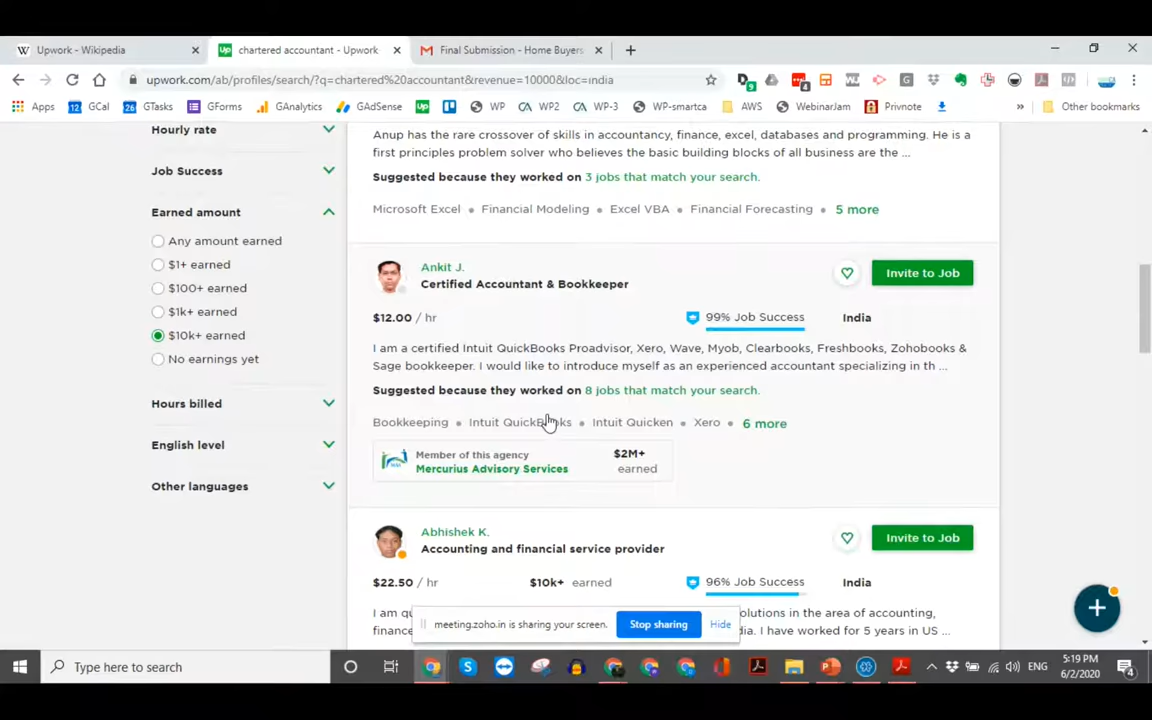 Upwork - Wikipedia
chartered accountant - Upwork
Final Submission - Home Buyers
upwork.com/ab/profiles/search/?q=chartered%20accountant&revenue=10000&loc=india
Apps
GCal
GTasks
GForms
GAnalytics
GAdSense
WP
WP2
WP-3
WP-smartca
AWS
WebinarJam
Privnote
Other bookmarks
Hourly rate
Job Success
Earned amount
Any amount earned
$1+ earned
$100+ earned
$1k+ earned
$10k+ earned
No earnings yet
Hours billed
English level
Other languages
Anup has the rare crossover of skills in accountancy, finance, excel, databases and programming. He is a
first principles problem solver who believes the basic building blocks of all business are the ...
Suggested because they worked on 3 jobs that match your search.
Microsoft Excel • Financial Modeling • Excel VBA • Financial Forecasting • 5 more
Ankit J.
Certified Accountant & Bookkeeper
Invite to Job
$12.00 / hr
99% Job Success
India
I am a certified Intuit QuickBooks Proadvisor, Xero, Wave, Myob, Clearbooks, Freshbooks, Zohobooks &
Sage bookkeeper. I would like to introduce myself as an experienced accountant specializing in th ...
Suggested because they worked on 8 jobs that match your search.
Bookkeeping • Intuit QuickBooks • Intuit Quicken • Xero • 6 more
Member of this agency
Mercurius Advisory Services
$2M+
earned
Abhishek K.
Accounting and financial service provider
Invite to Job
$22.50 / hr
$10k+ earned
96% Job Success
India
I am qu
olutions in the area of accounting,
finance
dia. I have worked for 5 years in US ...
meeting.zoho.in is sharing your screen.
Stop sharing
Hide
Type here to search
ENG
5:19 PM
6/2/2020